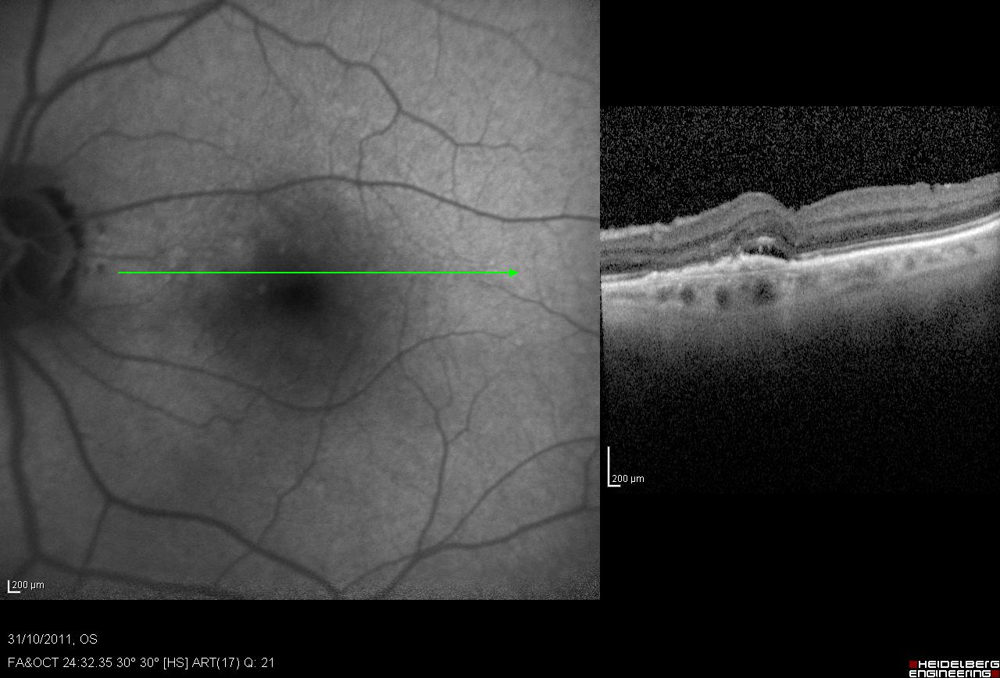 200 µm
200 µm
31/10/2011, OS
FA&OCT 24:32.35 30° 30° [HS] ART(17) Q: 21
HEIDELBERG
ENGINEERING